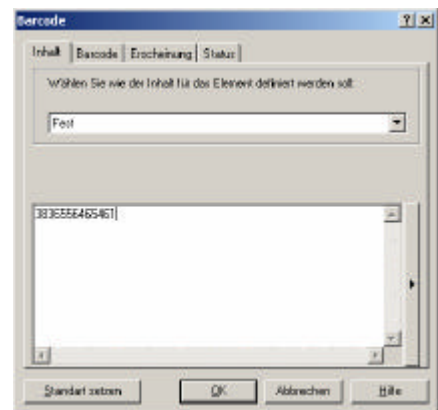 Barcode
Inhalt Barcode Erscheinung Status
Wählen Sie wie der Inhalt für das Element definiert werden soll:
Fest
3836556465461
Standart setzen OK Abbrechen Hilfe